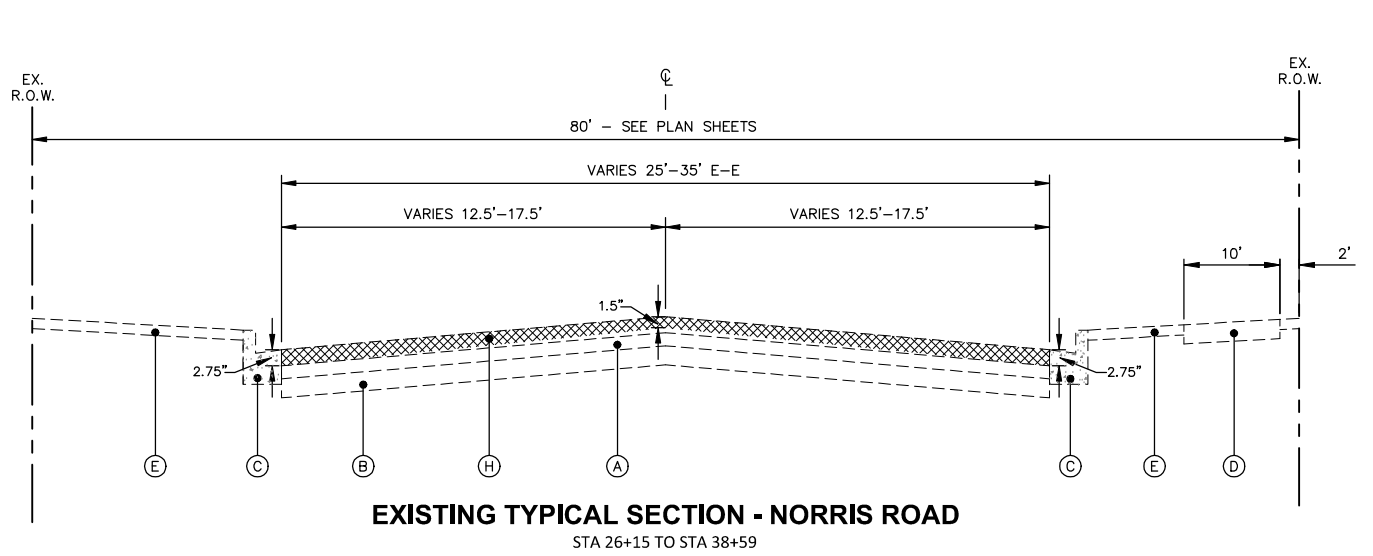 EX.
R.O.W.
℄
EX.
R.O.W.
80' – SEE PLAN SHEETS
VARIES 25'–35' E–E
VARIES 12.5'–17.5'
VARIES 12.5'–17.5'
10'
2'
1.5"
2.75"
2.75"
E
C
B
H
A
C
E
D
EXISTING TYPICAL SECTION - NORRIS ROAD
STA 26+15 TO STA 38+59